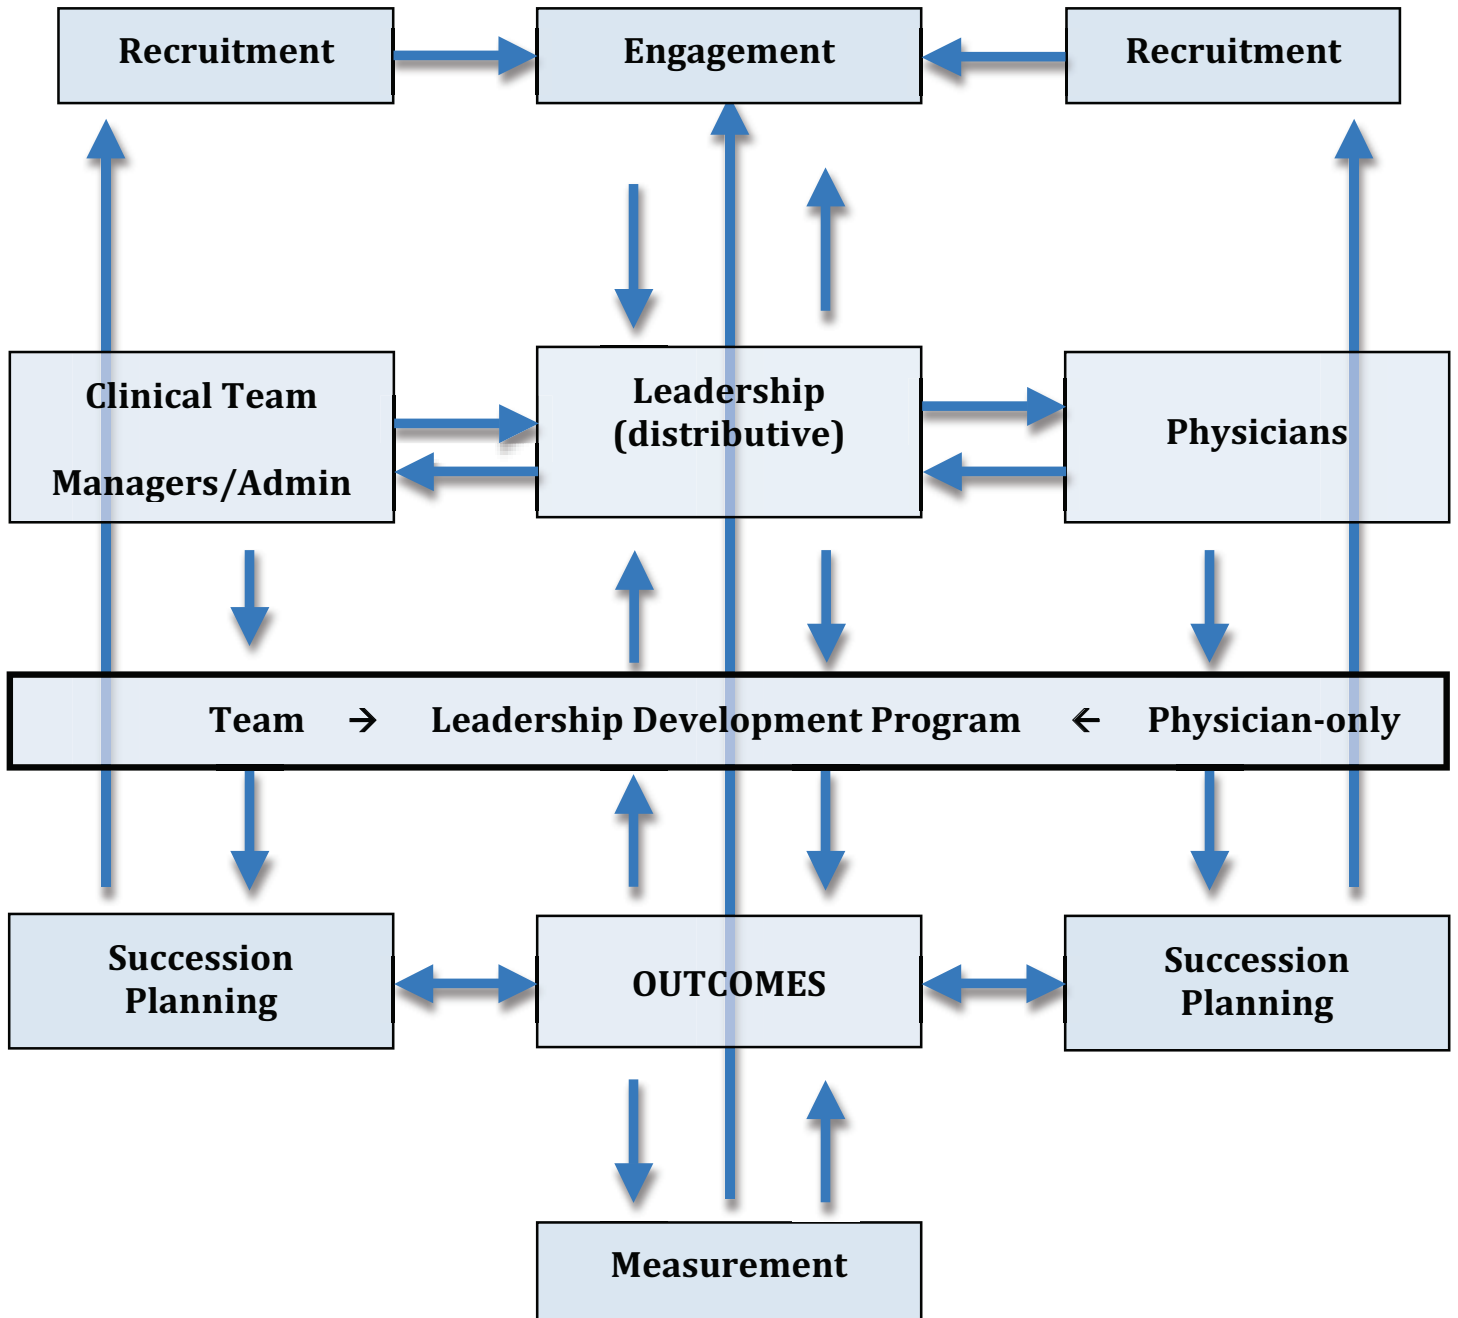 Recruitment
Engagement
Recruitment
Clinical Team
Managers/Admin
Leadership
(distributive)
Physicians
Team → Leadership Development Program ← Physician-only
Succession
Planning
OUTCOMES
Succession
Planning
Measurement